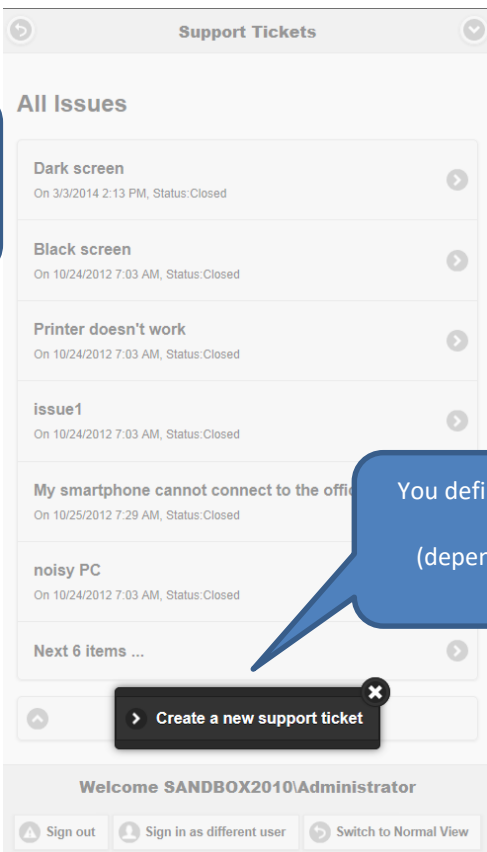 Support Tickets
All Issues
Dark screen
On 3/3/2014 2:13 PM, Status:Closed
Black screen
On 10/24/2012 7:03 AM, Status:Closed
Printer doesn't work
On 10/24/2012 7:03 AM, Status:Closed
issue1
On 10/24/2012 7:03 AM, Status:Closed
My smartphone cannot connect to the
On 10/25/2012 7:29 AM, Status:Closed
You
noisy PC
On 10/24/2012 7:03 AM, Status:Closed
Next 6 items ...
Create a new support ticket
Welcome SANDBOX2010\Administrator
Sign out Sign in as different user Switch to Normal View